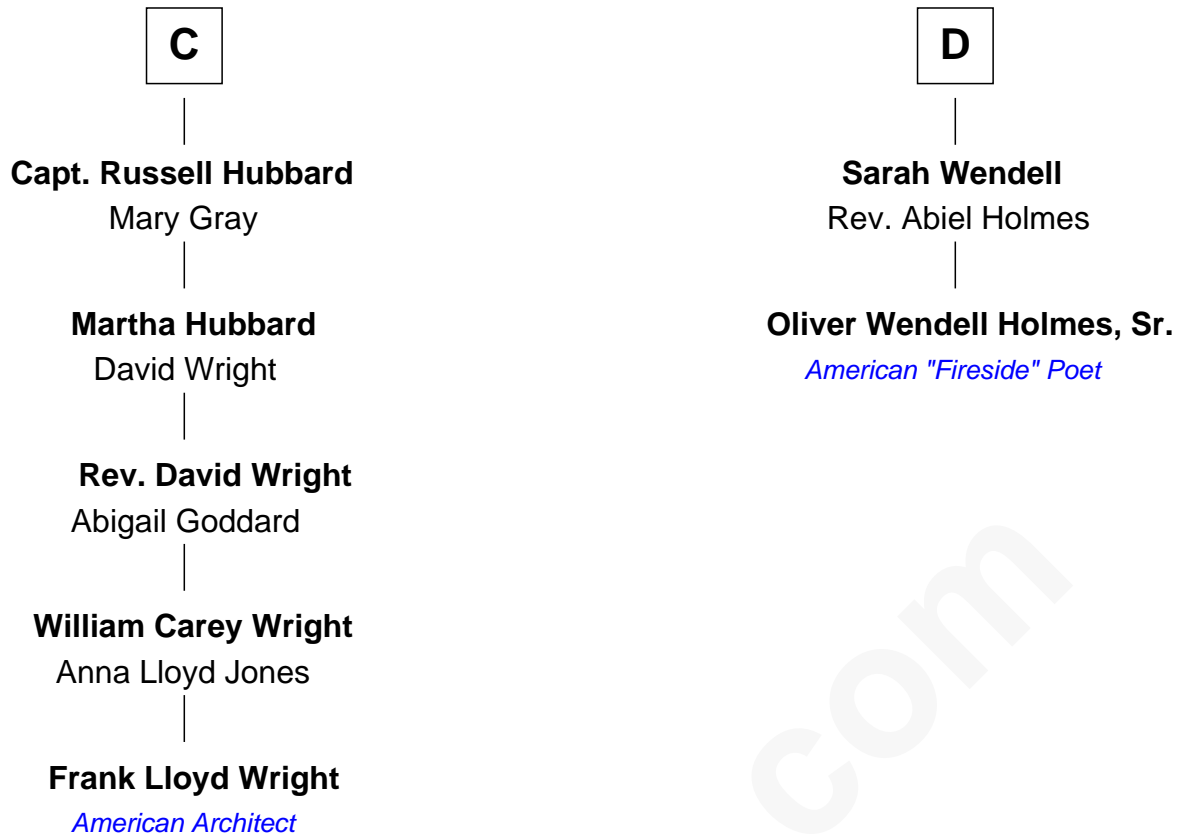 C
Capt. Russell Hubbard
Mary Gray
Martha Hubbard
David Wright
Rev. David Wright
Abigail Goddard
William Carey Wright
Anna Lloyd Jones
Frank Lloyd Wright
American Architect
D
Sarah Wendell
Rev. Abiel Holmes
Oliver Wendell Holmes, Sr.
American "Fireside" Poet
com